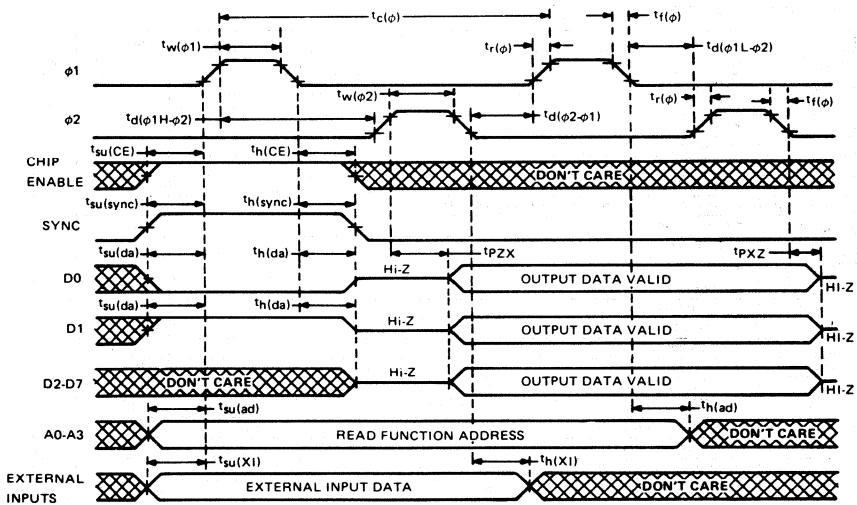 tc(φ)
tw(φ1) tr(φ) tf(φ)
φ1 td(φ1L-φ2)
tw(φ2) tr(φ) tf(φ)
φ2 td(φ1H-φ2) td(φ2-φ1)
CHIP ENABLE tsu(CE) th(CE) DON'T CARE
SYNC tsu(sync) th(sync)
tsu(da) th(da) tPZX tPXZ
D0 Hi-Z OUTPUT DATA VALID HI-Z
tsu(da) th(da)
D1 Hi-Z OUTPUT DATA VALID HI-Z
D2-D7 DON'T CARE Hi-Z OUTPUT DATA VALID HI-Z
tsu(ad) th(ad)
A0-A3 READ FUNCTION ADDRESS DON'T CARE
tsu(XI) th(XI)
EXTERNAL INPUTS EXTERNAL INPUT DATA DON'T CARE